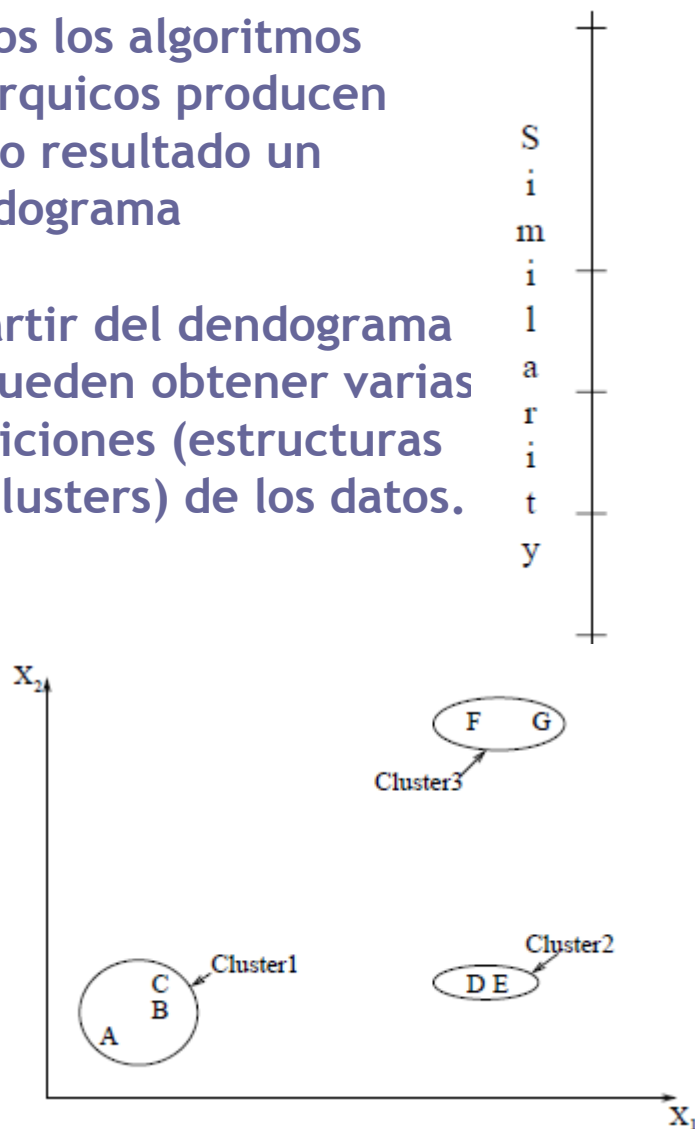 os los algoritmos
rquicos producen
o resultado un
dograma
artir del dendograma
ueden obtener varias
iciones (estructuras
lusters) de los datos.
Similarity
X2
F G
Cluster3
Cluster2
D E
Cluster1
C
B
A
X1